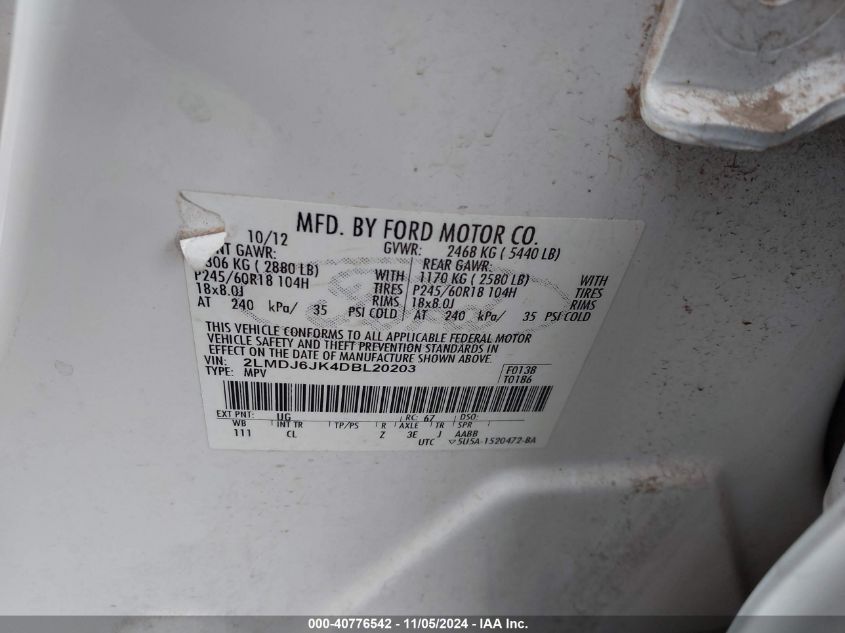 MFD. BY FORD MOTOR CO.
10/12 GVWR: 2468 KG ( 5440 LB)
GAWR: REAR GAWR:
306 KG ( 2880 LB) WITH 1170 KG ( 2580 LB) WITH
P245/60R18 104H TIRES P245/60R18 104H TIRES
18x8.0J RIMS 18x8.0J RIMS
AT 240 kPa/ 35 PSI COLD AT 240 kPa/ 35 PSI COLD
THIS VEHICLE CONFORMS TO ALL APPLICABLE FEDERAL MOTOR
VEHICLE SAFETY AND THEFT PREVENTION STANDARDS IN
EFFECT ON THE DATE OF MANUFACTURE SHOWN ABOVE.
VIN: 2LMDJ6JK4DBL20203 F0138
TYPE: MPV T0186
EXT PNT: UG RC: 67 DSO:
WB INT TR TP/PS R AXLE TR SPR
111 CL Z 3E J AABB
UTC ▽5U5A-1520472-BA
000-40776542 - 11/05/2024 - IAA Inc.